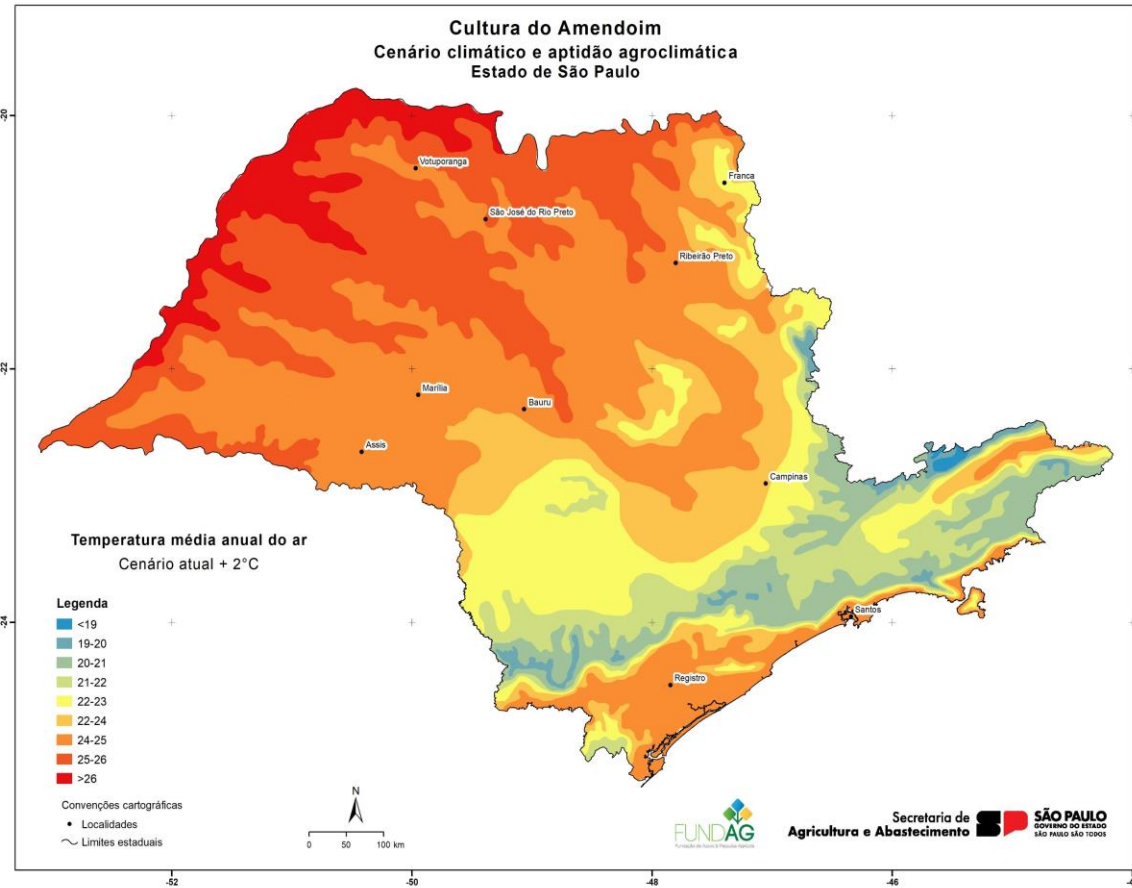 Cultura do Amendoim
Cenário climático e aptidão agroclimática
Estado de São Paulo
-20
-22
-24
Votuporanga
Franca
São José do Rio Preto
Ribeirão Preto
Marília
Bauru
Assis
Campinas
Santos
Registro
Temperatura média anual do ar
Cenário atual + 2°C
Legenda
<19
19-20
20-21
21-22
22-23
22-24
24-25
25-26
>26
Convenções cartográficas
Localidades
Limites estaduais
N
0 50 100 km
FUNDAG
Secretaria de
Agricultura e Abastecimento
SP
SÃO PAULO
GOVERNO DO ESTADO
SÃO PAULO SÃO TODOS
-52 -50 -48 -46